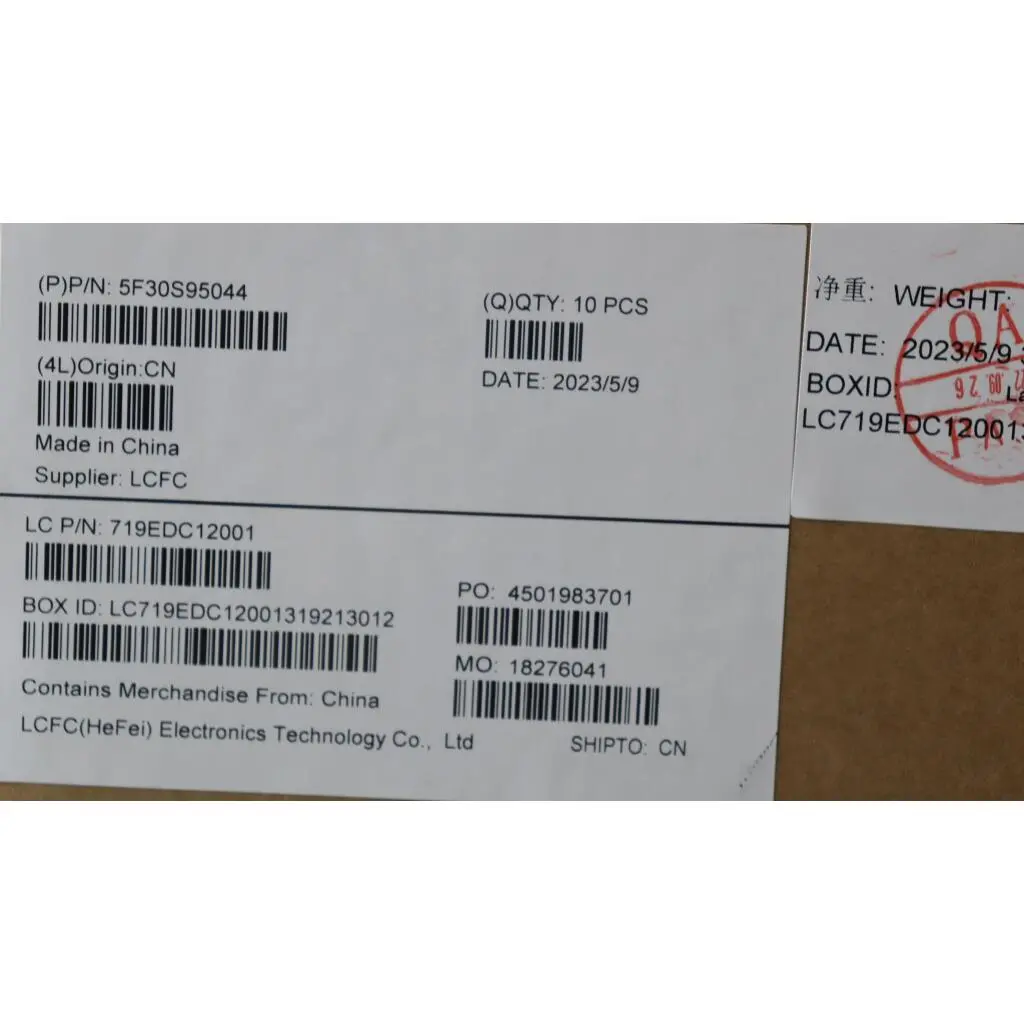 (P)P/N: 5F30S95044
(Q)QTY: 10 PCS
(4L)Origin:CN
DATE: 2023/5/9
Made in China
Supplier: LCFC
LC P/N: 719EDC12001
PO: 4501983701
BOX ID: LC719EDC12001319213012
MO: 18276041
Contains Merchandise From: China
LCFC(HeFei) Electronics Technology Co., Ltd
SHIPTO: CN
净重: WEIGHT:
DATE: 2023/5/9
BOXID:
LC719EDC120013
QA